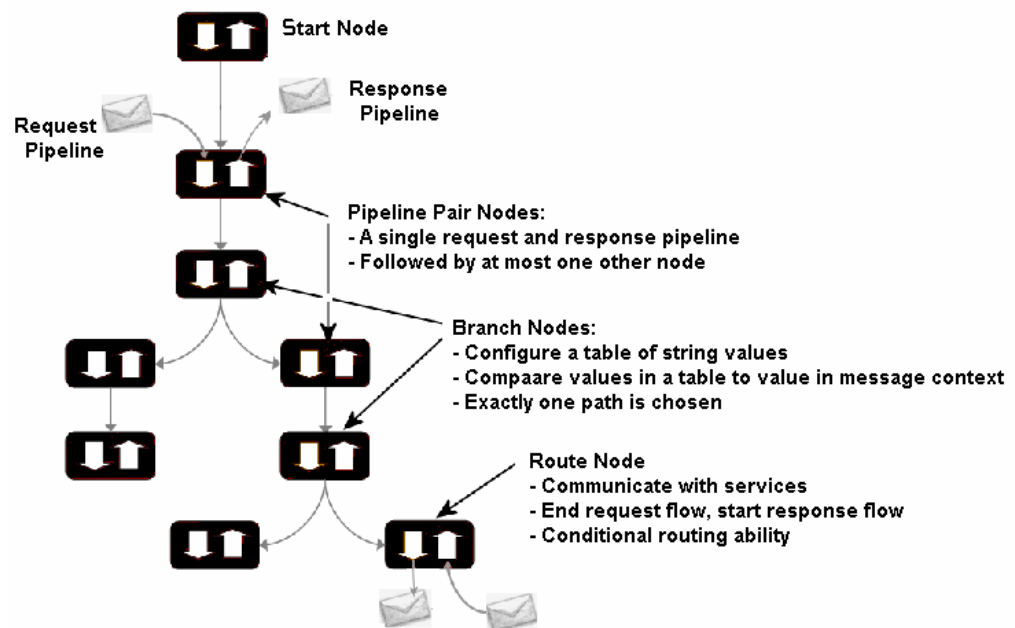 Start Node
Response
Pipeline
Request
Pipeline
Pipeline Pair Nodes:
- A single request and response pipeline
- Followed by at most one other node
Branch Nodes:
- Configure a table of string values
- Compaare values in a table to value in message context
- Exactly one path is chosen
Route Node
- Communicate with services
- End request flow, start response flow
- Conditional routing ability